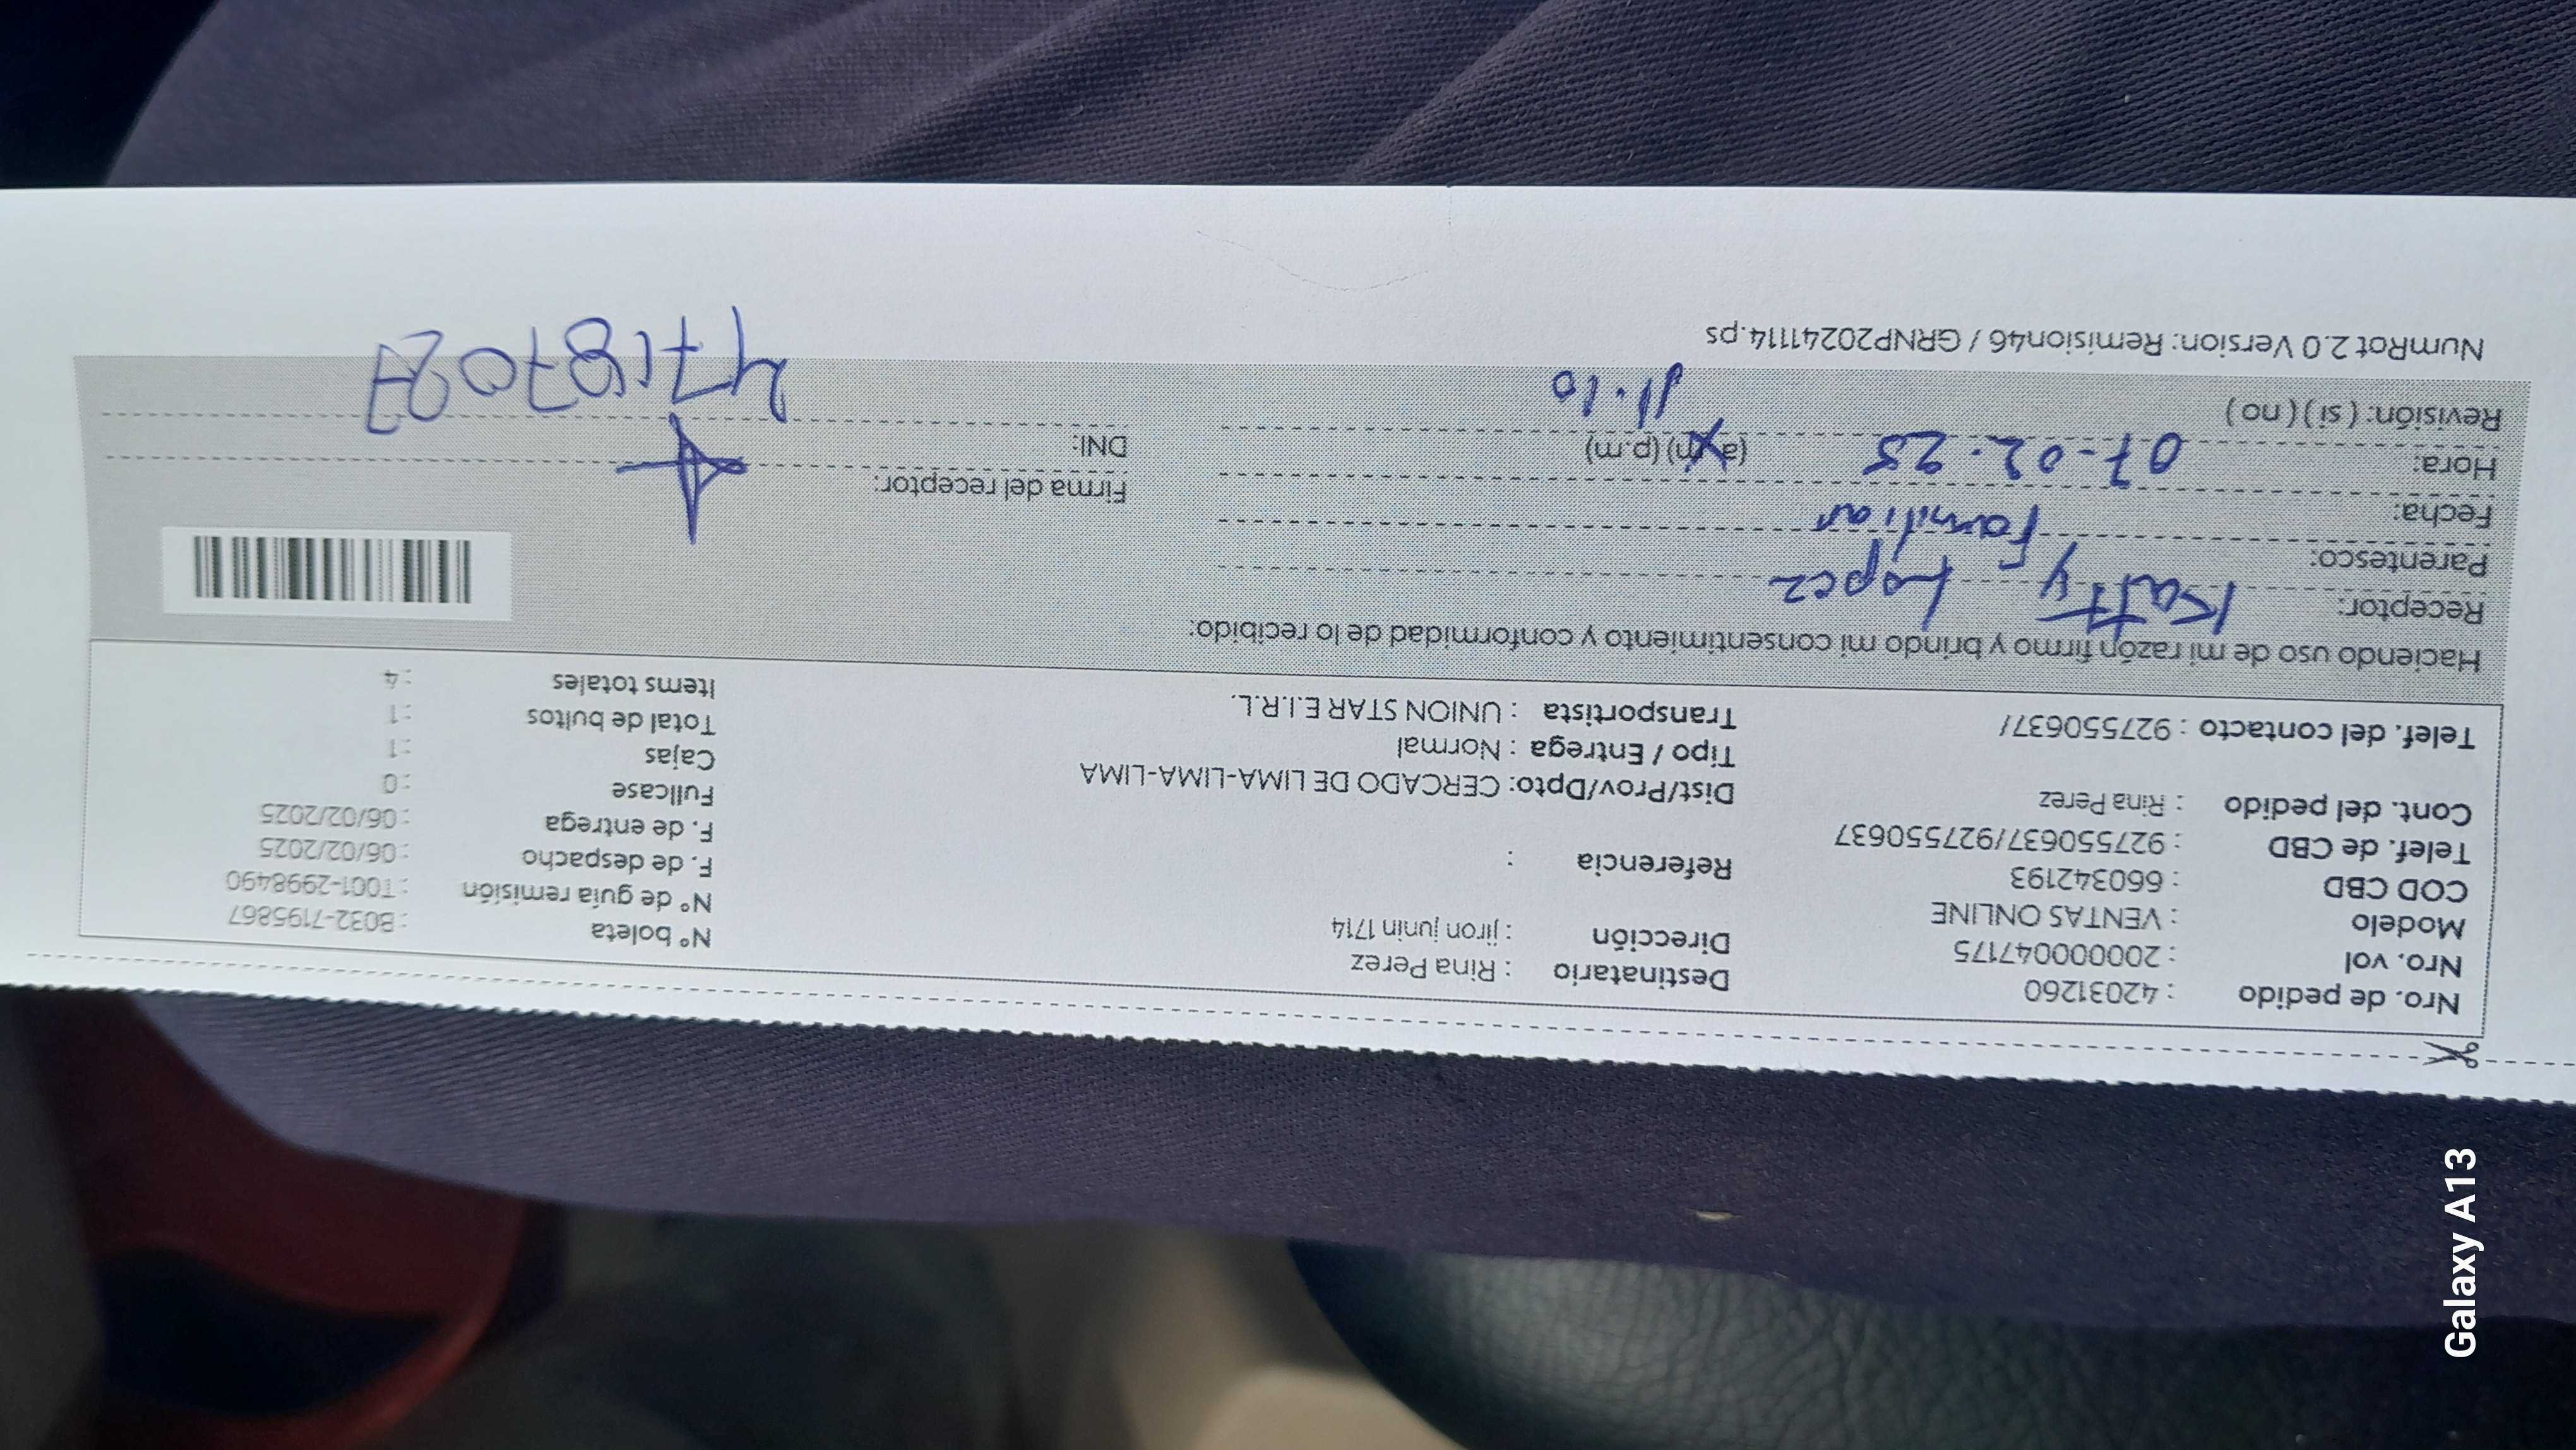 Nro. de pedido : 42031260 Destinatario : Rina Perez N° boleta : B032-7195867
Nro. vol : 20000047175 Dirección : jiron junin 1714 N° de guía remisión : T001-2998490
Modelo : VENTAS ONLINE F. de despacho : 06/02/2025
COD CBD : 660342193 Referencia : F. de entrega : 06/02/2025
Telef. de CBD : 927550637/927550637 Fullcase : 0
Cont. del pedido : Rina Perez Dist/Prov/Dpto: CERCADO DE LIMA-LIMA-LIMA Cajas : 1
Tipo / Entrega : Normal Total de bultos : 1
Telef. del contacto : 927550637/ Transportista : UNION STAR E.I.R.L. Items totales : 4
Haciendo uso de mi razón firmo y brindo mi consentimiento y conformidad de lo recibido:
Receptor: Katty Lopez
Parentesco: Familiar
Fecha: 07-02-25 Firma del receptor:
Hora: 11.10 (a.m) (p.m) DNI: 47187027
Revisión: ( si ) ( no )
NumRot 2.0 Version: Remision46 / GRNP20241114.ps
Galaxy A13